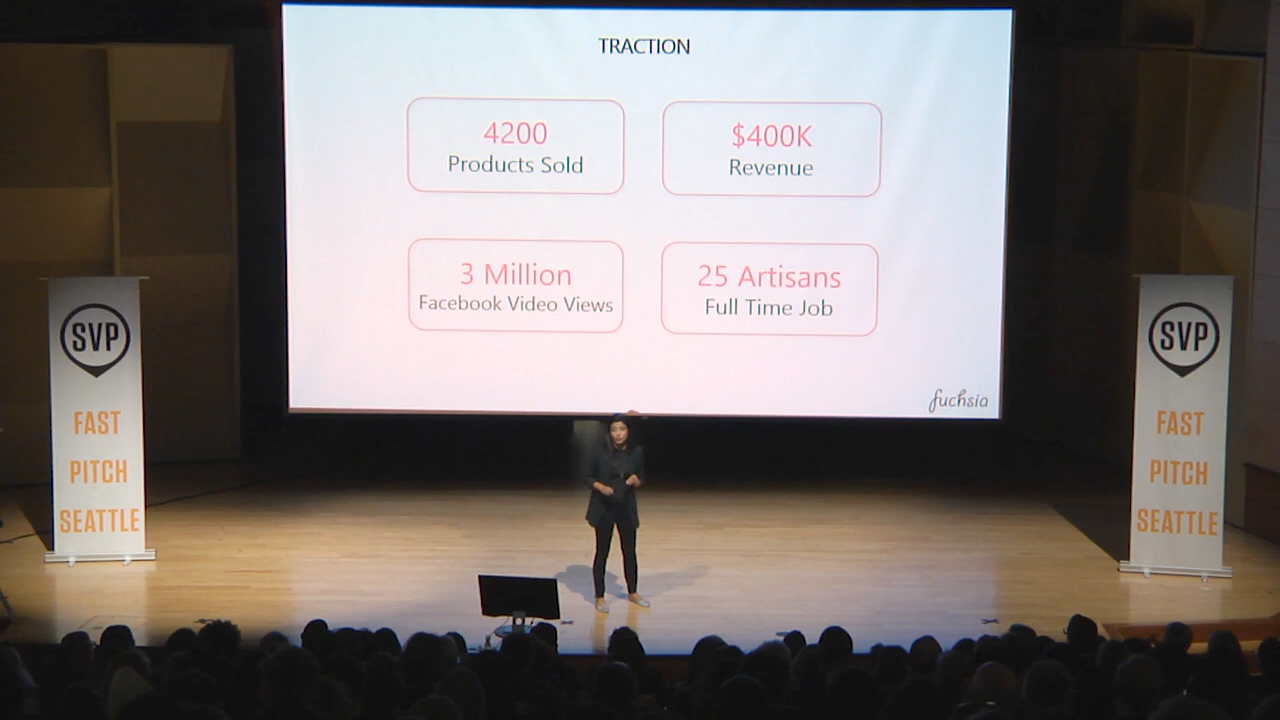 TRACTION
4200
Products Sold
$400K
Revenue
3 Million
Facebook Video Views
25 Artisans
Full Time Job
fuchsia
SVP
FAST
PITCH
SEATTLE
SVP
FAST
PITCH
SEATTLE